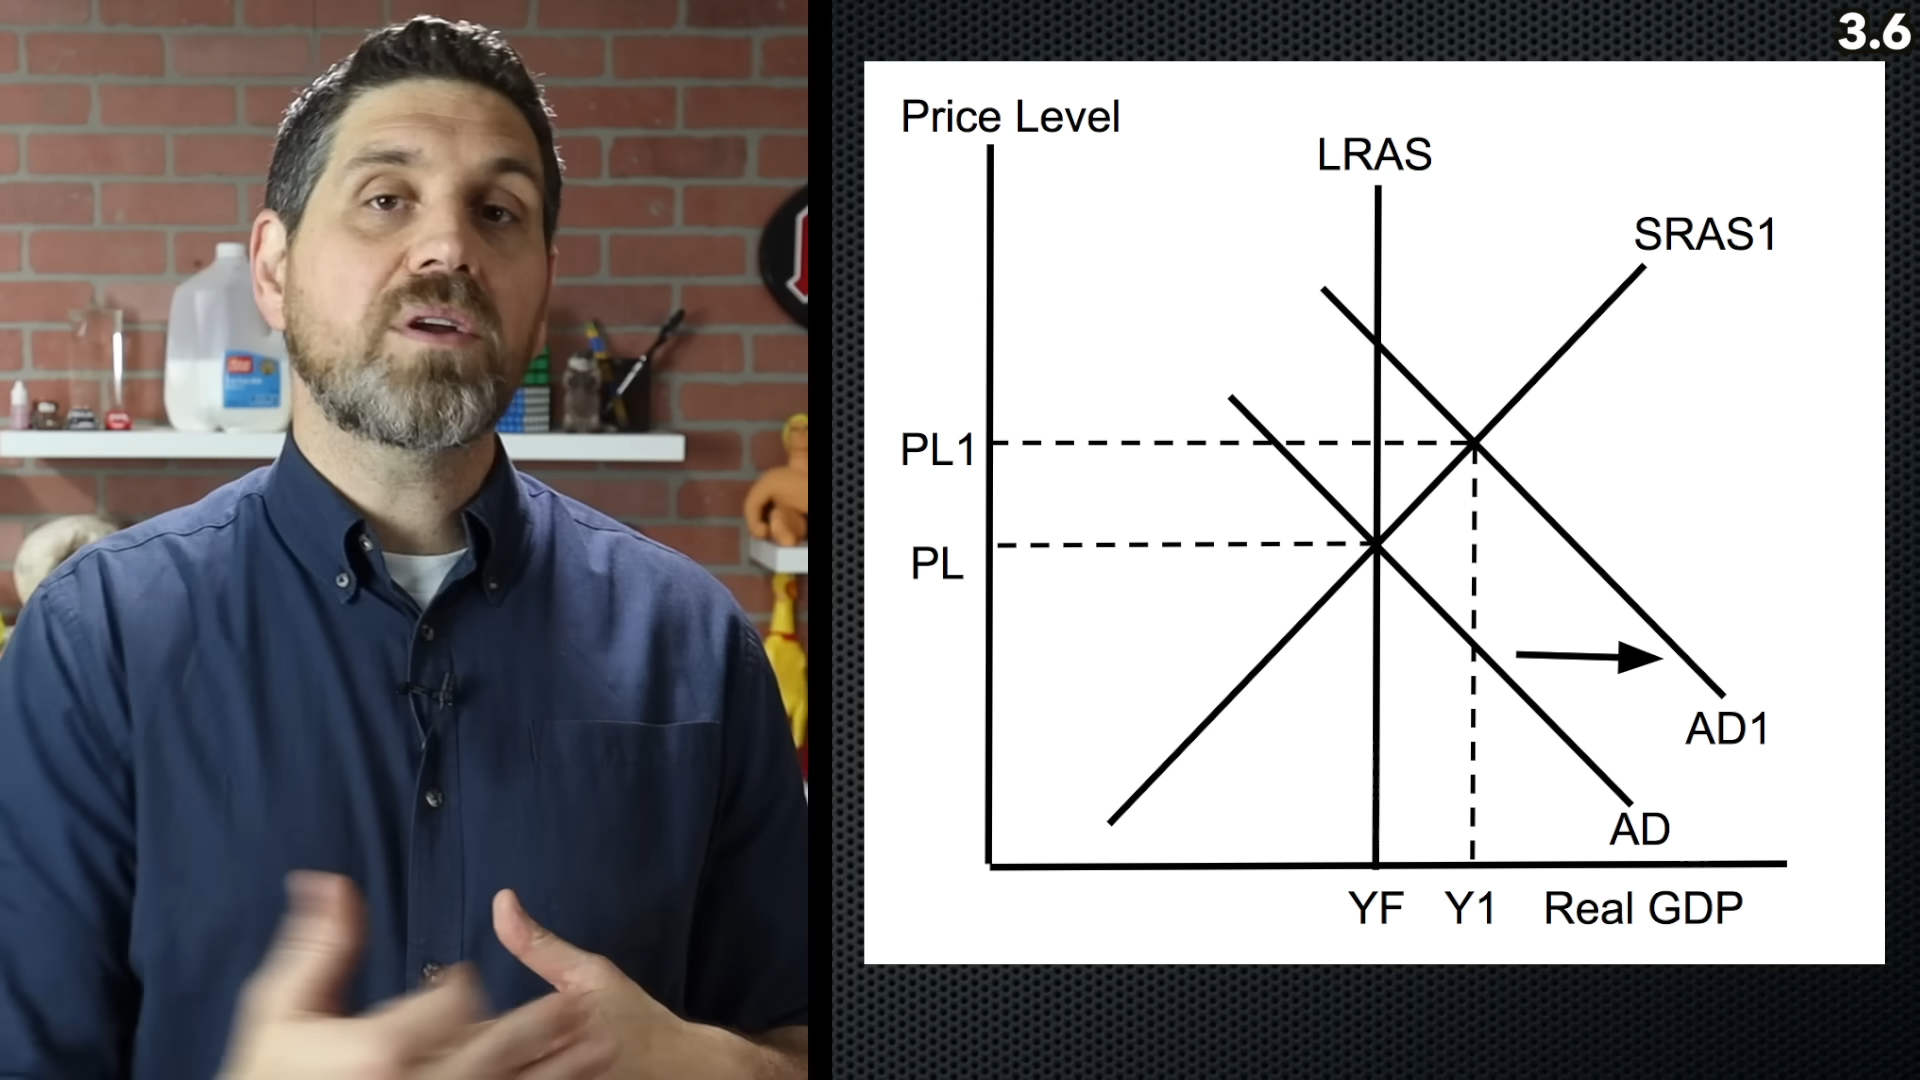 3.6
Price Level
LRAS
SRAS1
PL1
PL
AD1
AD
YF Y1 Real GDP